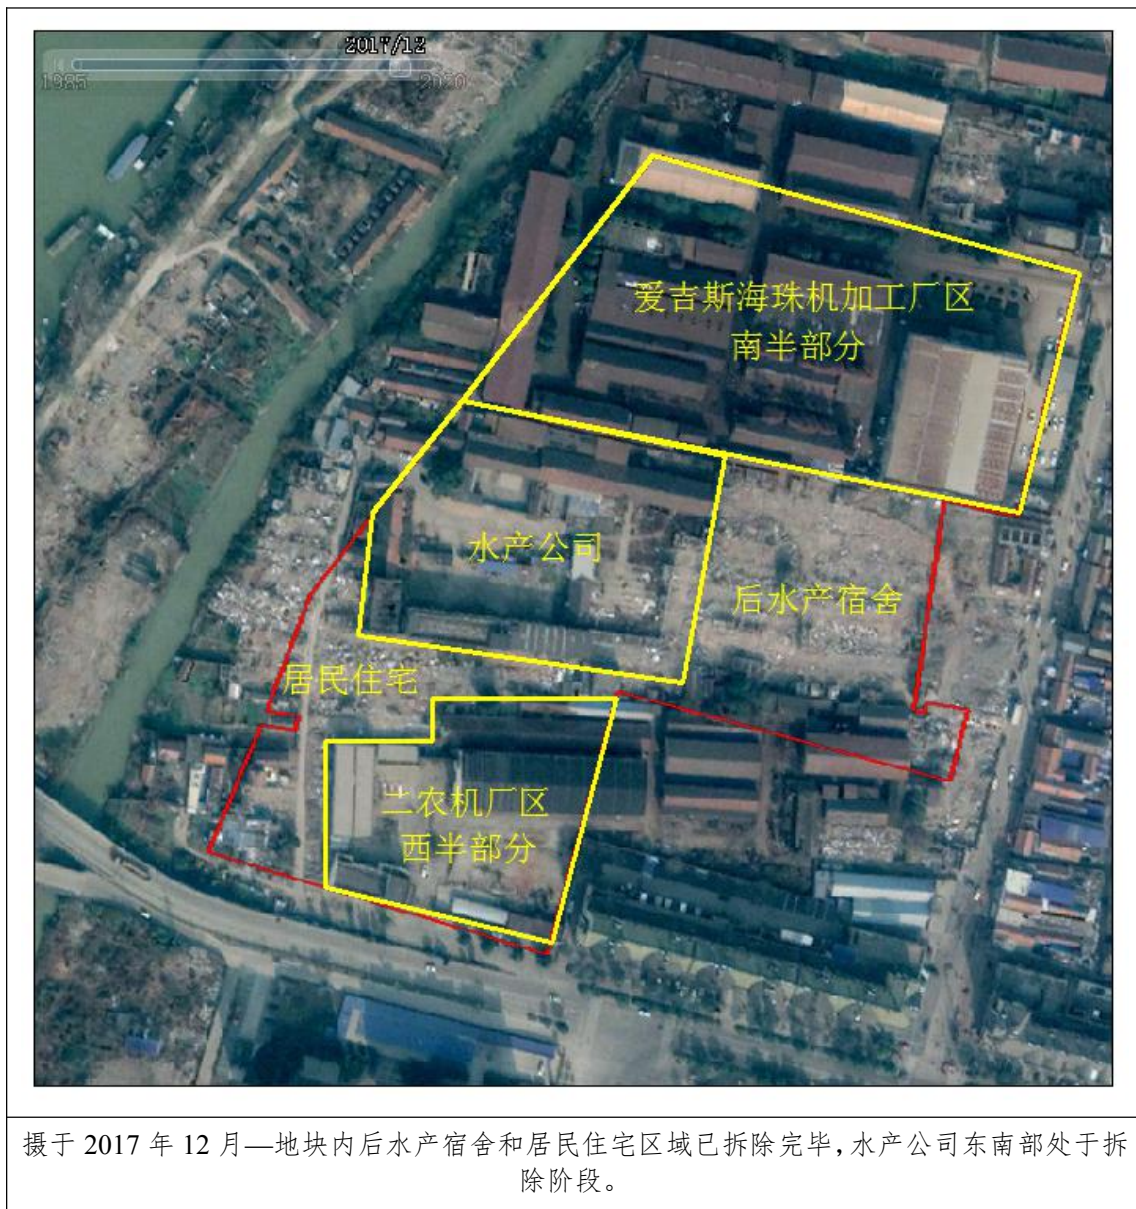 2017/12
1985
2020
爱吉斯海珠机加工厂区
南半部分
水产公司
后水产宿舍
居民住宅
二农机厂区
西半部分
摄于 2017 年 12 月—地块内后水产宿舍和居民住宅区域已拆除完毕，水产公司东南部处于拆
除阶段。